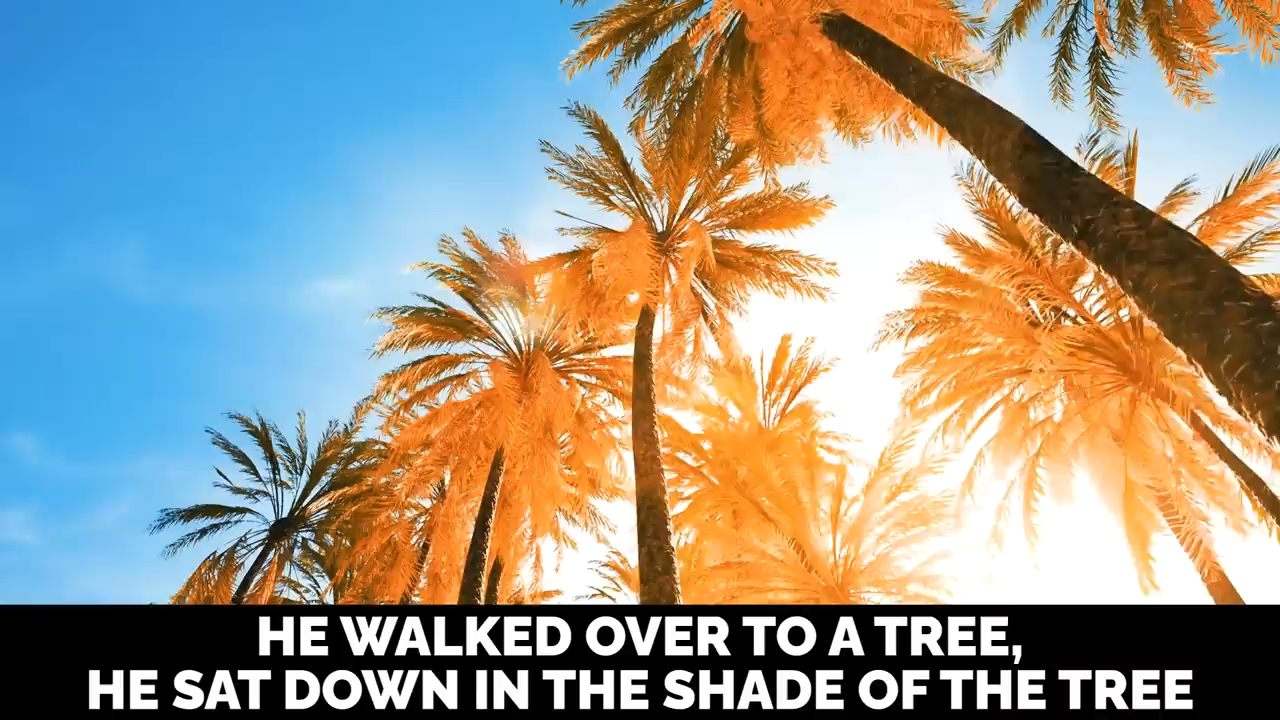 HE WALKED OVER TO A TREE,
HE SAT DOWN IN THE SHADE OF THE TREE